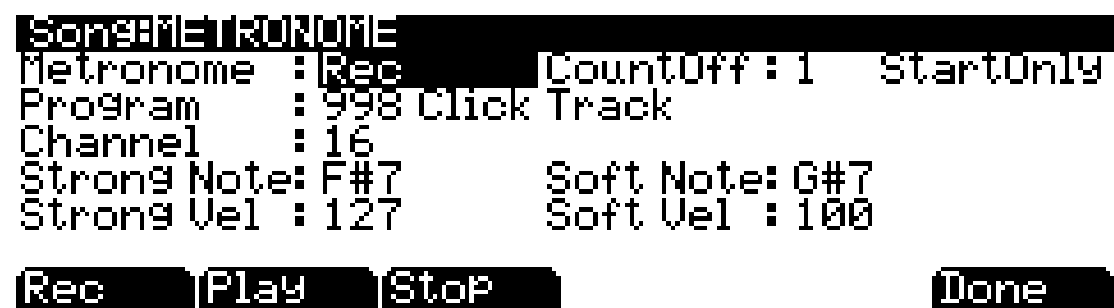 Song:METRONOME
Metronome :Rec CountOff:1 StartOnly
Program :998 Click Track
Channel :16
Strong Note:F#7 Soft Note:G#7
Strong Vel :127 Soft Vel :100
Rec Play Stop Done